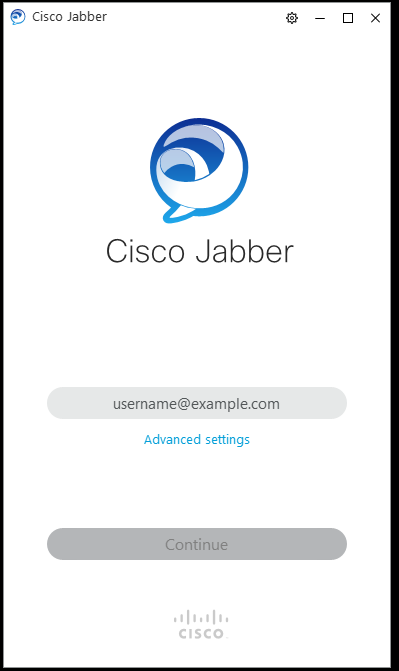 Cisco Jabber
Cisco Jabber
username@example.com
Advanced settings
Continue
CISCO